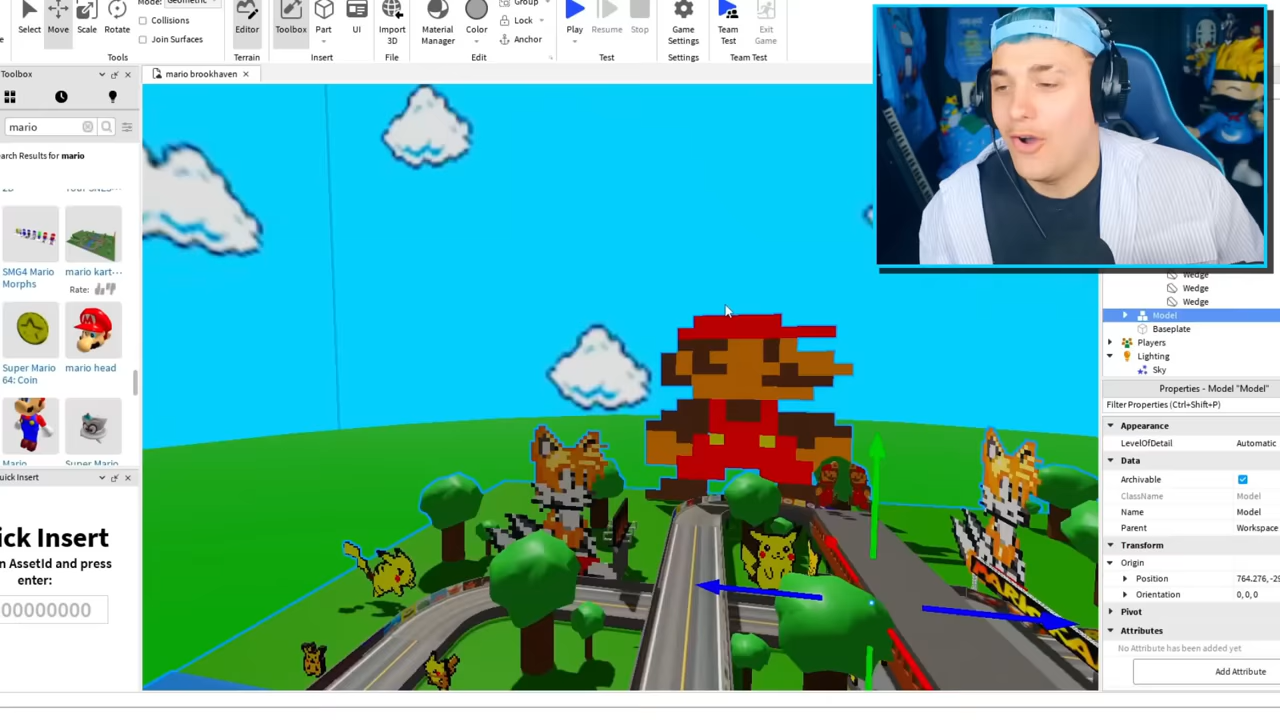 Mode:
Collisions
Join Surfaces
Select Move Scale Rotate
Tools
Editor
Terrain
Toolbox Part UI
Insert
Import
3D
File
Material
Manager
Color
Group
Lock
Anchor
Edit
Play Resume Stop
Test
Game
Settings
Settings
Team
Test
Exit
Game
Team Test
Toolbox
mario brookhaven
mario
earch Results for mario
SMG4 Mario
Morphs
mario kart...
Rate:
Super Mario
64: Coin
mario head
Mario
Super Mario
uick Insert
ick Insert
n AssetId and press
enter:
00000000
Wedge
Wedge
Wedge
Model
Baseplate
Players
Lighting
Sky
Properties - Model "Model"
Filter Properties (Ctrl+Shift+P)
Appearance
LevelOfDetail Automatic
Data
Archivable
ClassName Model
Name Model
Parent Workspace
Transform
Origin
Position 764.276, -29
Orientation 0, 0, 0
Pivot
Attributes
No Attribute has been added yet
Add Attribute